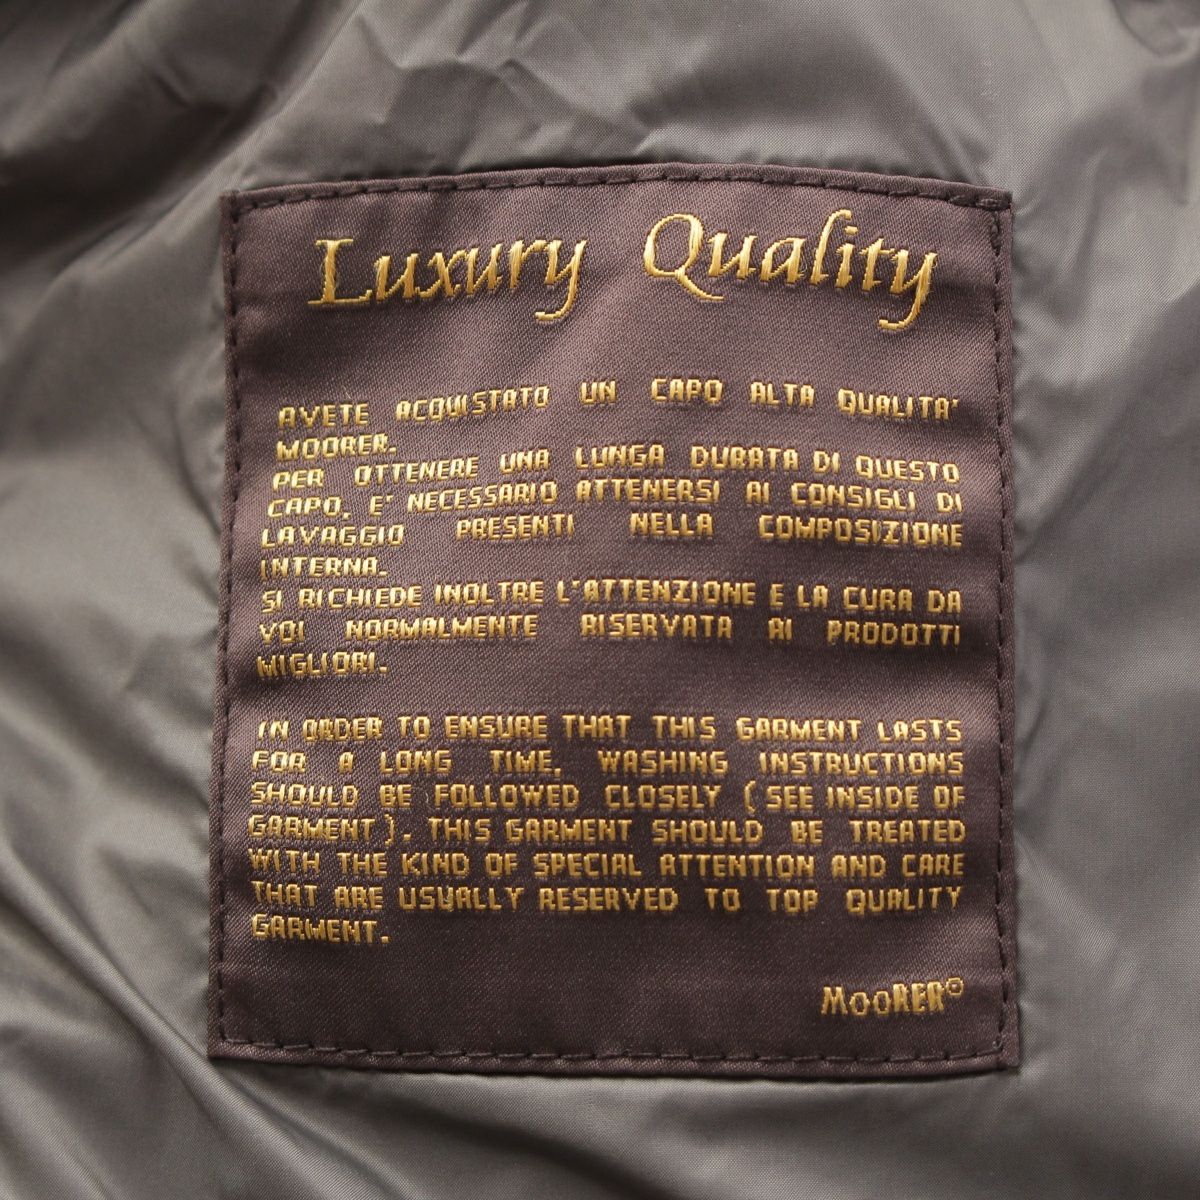 Luxury Quality
AVETE ACQUISTATO UN CAPO ALTA QUALITA'
MOORER.
PER OTTENERE UNA LUNGA DURATA DI QUESTO
CAPO, E' NECESSARIO ATTENERSI AI CONSIGLI DI
LAVAGGIO PRESENTI NELLA COMPOSIZIONE
INTERNA.
SI RICHIEDE INOLTRE L'ATTENZIONE E LA CURA DA
VOI NORMALMENTE RISERVATA AI PRODOTTI
MIGLIORI.
IN ORDER TO ENSURE THAT THIS GARMENT LASTS
FOR A LONG TIME, WASHING INSTRUCTIONS
SHOULD BE FOLLOWED CLOSELY (SEE INSIDE OF
GARMENT). THIS GARMENT SHOULD BE TREATED
WITH THE KIND OF SPECIAL ATTENTION AND CARE
THAT ARE USUALLY RESERVED TO TOP QUALITY
GARMENT.
MOORER®